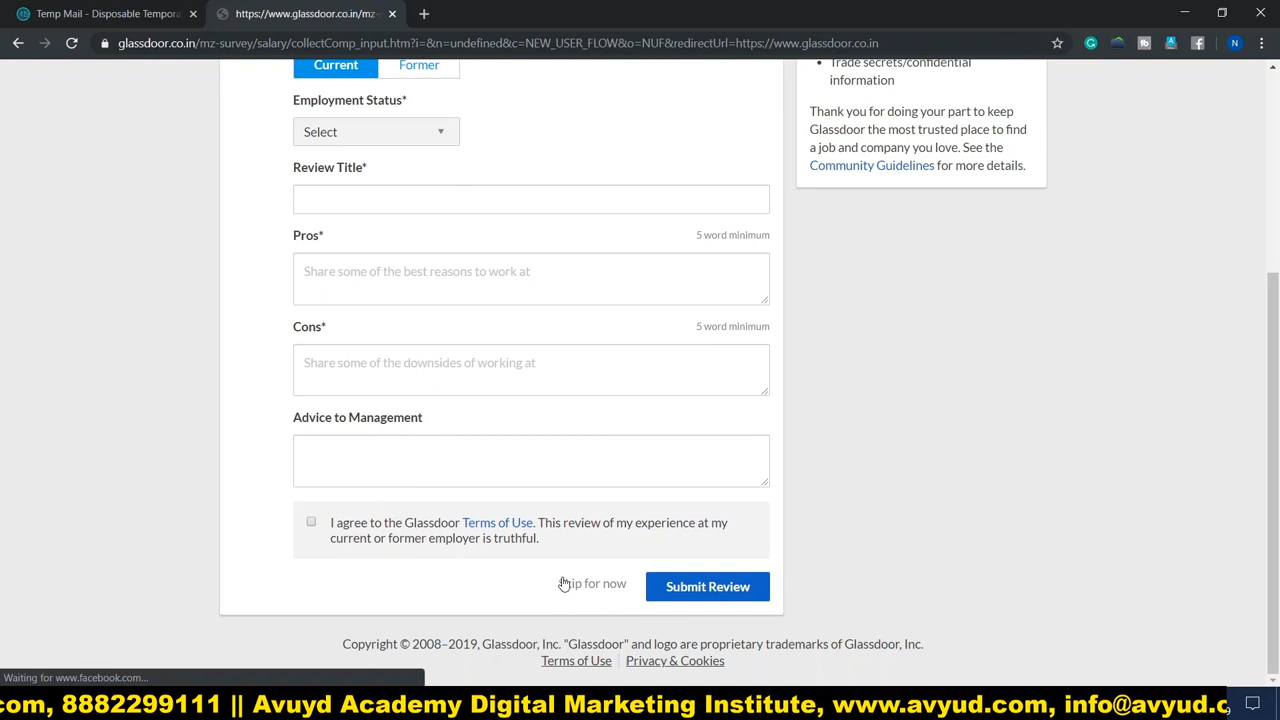 Temp Mail - Disposable Tempora
https://www.glassdoor.co.in/mz-
glassdoor.co.in/mz-survey/salary/collectComp_input.htm?i=&n=undefined&c=NEW_USER_FLOW&o=NUF&redirectUrl=https://www.glassdoor.co.in
N
Current Former
Employment Status*
Select
Review Title*
Pros* 5 word minimum
Share some of the best reasons to work at
Cons* 5 word minimum
Share some of the downsides of working at
Advice to Management
I agree to the Glassdoor Terms of Use. This review of my experience at my
current or former employer is truthful.
for now
Submit Review
Trade secrets/confidential
information
Thank you for doing your part to keep
Glassdoor the most trusted place to find
a job and company you love. See the
Community Guidelines for more details.
Copyright © 2008–2019, Glassdoor, Inc. "Glassdoor" and logo are proprietary trademarks of Glassdoor, Inc.
Terms of Use Privacy & Cookies
Waiting for www.facebook.com...
com, 8882299111 || Avuyd Academy Digital Marketing Institute, www.avyud.com, info@avyud.c